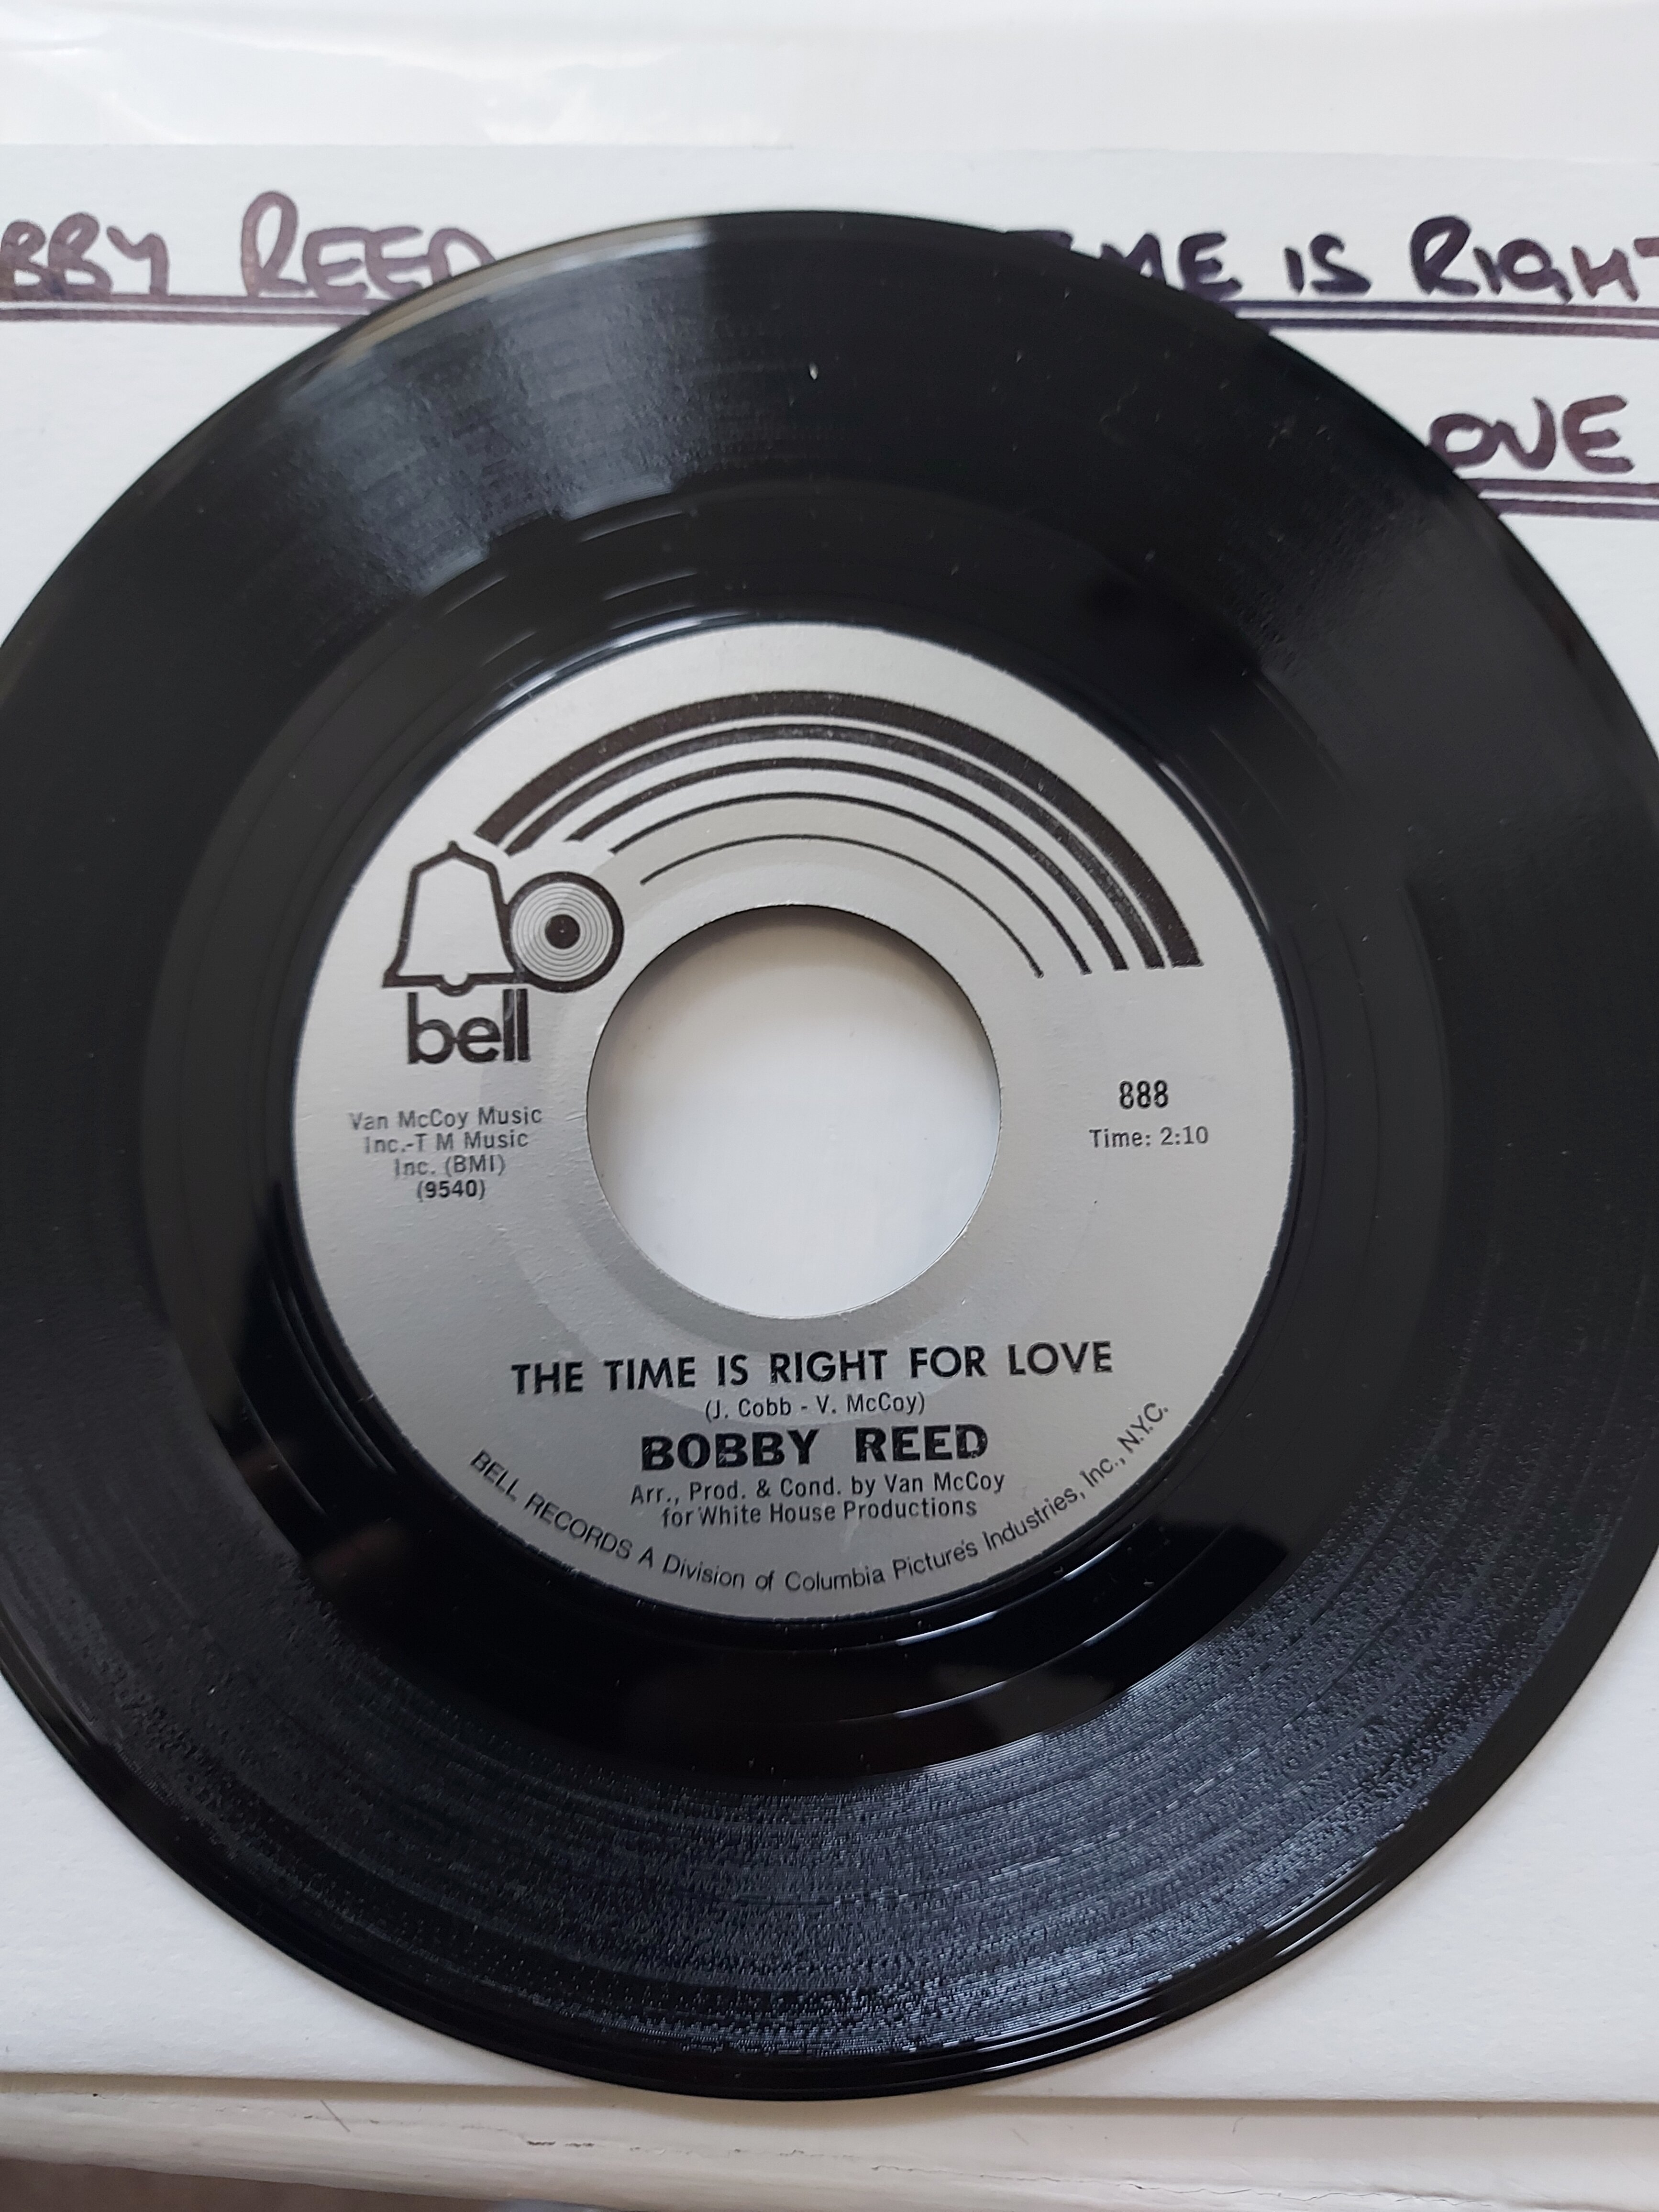 BBY REED
ME IS RIGHT
OVE
bell
Van McCoy Music
Inc.-T M Music
Inc. (BMI)
(9540)
888
Time: 2:10
THE TIME IS RIGHT FOR LOVE
(J. Cobb - V. McCoy)
BOBBY REED
Arr., Prod. & Cond. by Van McCoy
for White House Productions
BELL RECORDS A Division of Columbia Picture's Industries, Inc., N.Y.C.